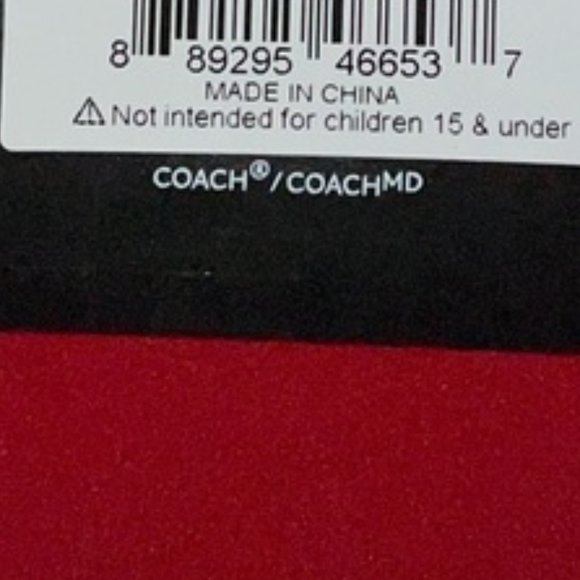 8 89295 46653 7
MADE IN CHINA
⚠ Not intended for children 15 & under
COACH®/COACHMD